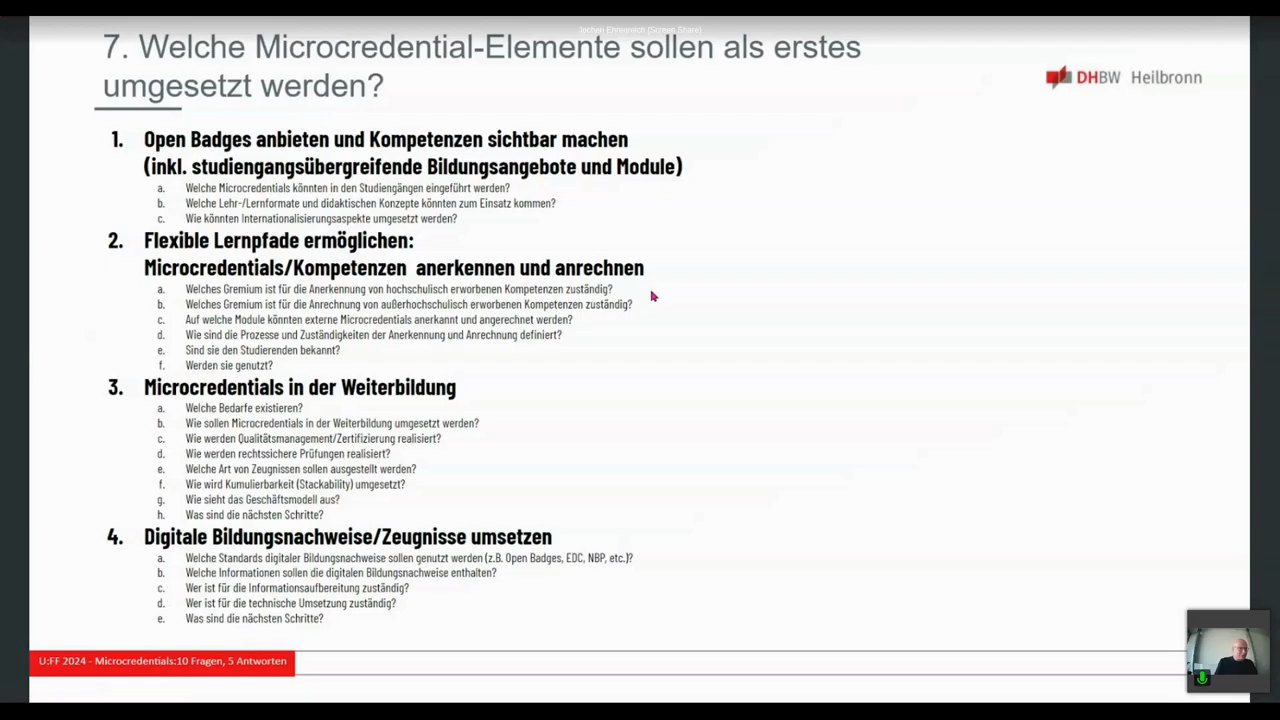 Jochen Ehrenreich (Screen Share)
7. Welche Microcredential-Elemente sollen als erstes
umgesetzt werden?
DHBW Heilbronn
1. Open Badges anbieten und Kompetenzen sichtbar machen
(inkl. studiengangsübergreifende Bildungsangebote und Module)
a. Welche Microcredentials könnten in den Studiengängen eingeführt werden?
b. Welche Lehr-/Lernformate und didaktischen Konzepte könnten zum Einsatz kommen?
c. Wie könnten Internationalisierungsaspekte umgesetzt werden?
2. Flexible Lernpfade ermöglichen:
Microcredentials/Kompetenzen anerkennen und anrechnen
a. Welches Gremium ist für die Anerkennung von hochschulisch erworbenen Kompetenzen zuständig?
b. Welches Gremium ist für die Anrechnung von außerhochschulisch erworbenen Kompetenzen zuständig?
c. Auf welche Module könnten externe Microcredentials anerkannt und angerechnet werden?
d. Wie sind die Prozesse und Zuständigkeiten der Anerkennung und Anrechnung definiert?
e. Sind sie den Studierenden bekannt?
f. Werden sie genutzt?
3. Microcredentials in der Weiterbildung
a. Welche Bedarfe existieren?
b. Wie sollen Microcredentials in der Weiterbildung umgesetzt werden?
c. Wie werden Qualitätsmanagement/Zertifizierung realisiert?
d. Wie werden rechtssichere Prüfungen realisiert?
e. Welche Art von Zeugnissen sollen ausgestellt werden?
f. Wie wird Kumulierbarkeit (Stackability) umgesetzt?
g. Wie sieht das Geschäftsmodell aus?
h. Was sind die nächsten Schritte?
4. Digitale Bildungsnachweise/Zeugnisse umsetzen
a. Welche Standards digitaler Bildungsnachweise sollen genutzt werden (z.B. Open Badges, EDC, NBP, etc.)?
b. Welche Informationen sollen die digitalen Bildungsnachweise enthalten?
c. Wer ist für die Informationsaufbereitung zuständig?
d. Wer ist für die technische Umsetzung zuständig?
e. Was sind die nächsten Schritte?
U:FF 2024 - Microcredentials:10 Fragen, 5 Antworten